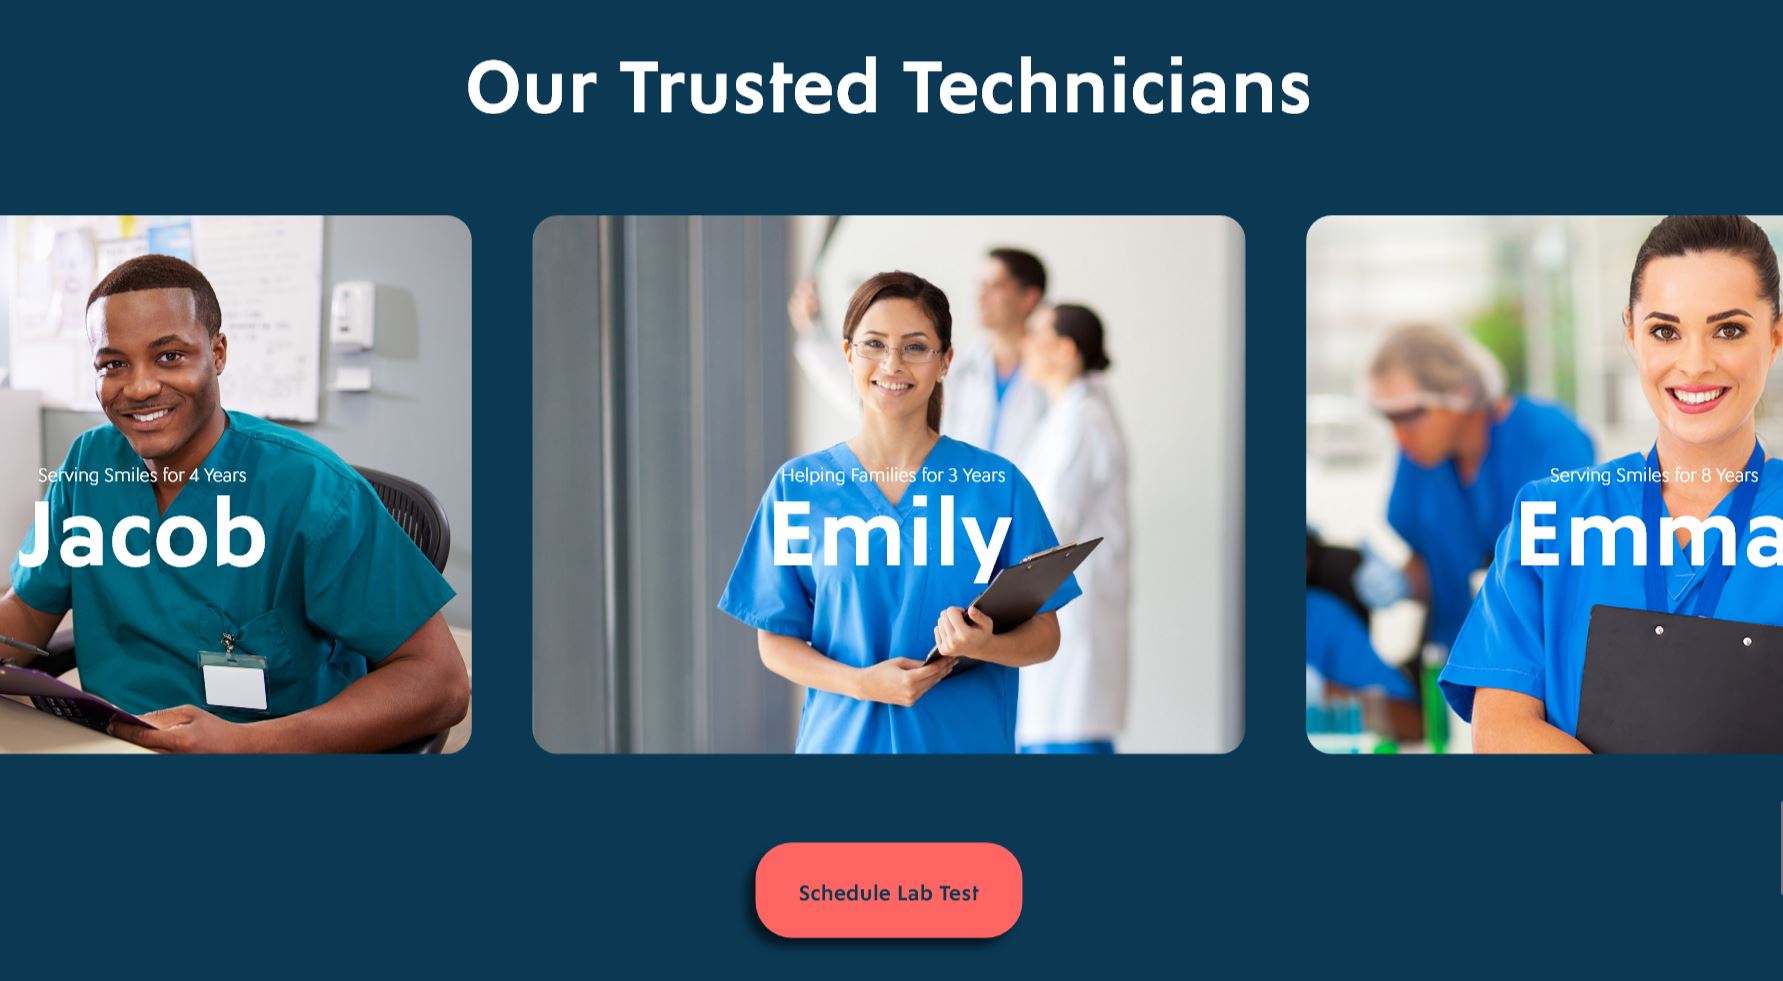 Our Trusted Technicians
Serving Smiles for 4 Years
Jacob
Helping Families for 3 Years
Emily
Serving Smiles for 8 Years
Emma
Schedule Lab Test